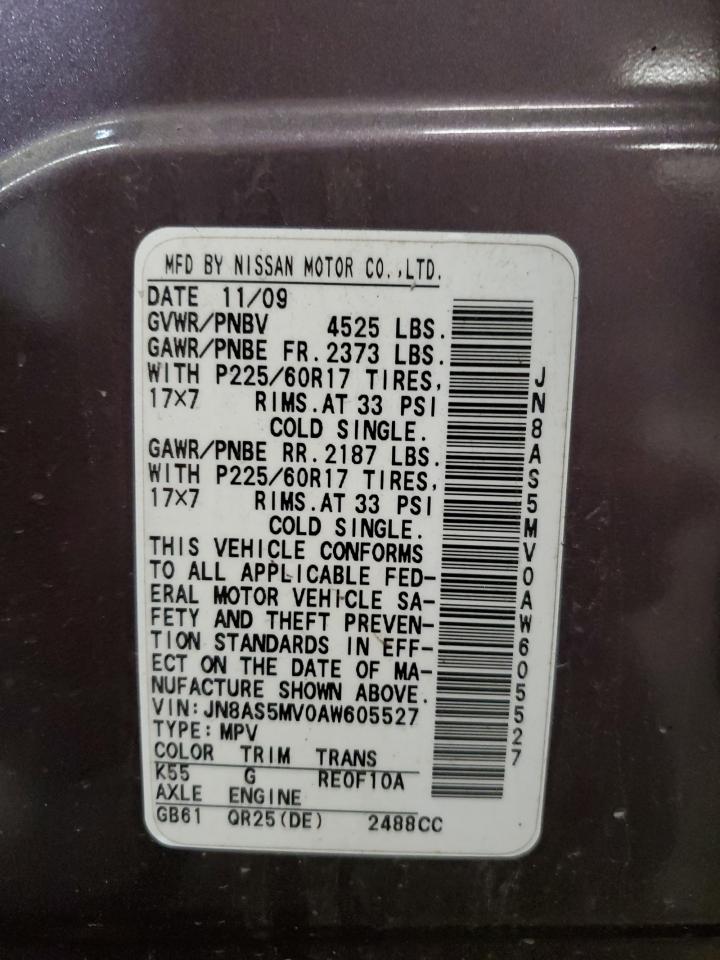 MFD BY NISSAN MOTOR CO.,LTD.
DATE 11/09
GVWR/PNBV 4525 LBS.
GAWR/PNBE FR. 2373 LBS.
WITH P225/60R17 TIRES,
17X7 RIMS.AT 33 PSI
COLD SINGLE.
GAWR/PNBE RR. 2187 LBS.
WITH P225/60R17 TIRES,
17X7 RIMS.AT 33 PSI
COLD SINGLE.
THIS VEHICLE CONFORMS
TO ALL APPLICABLE FED-
ERAL MOTOR VEHICLE SA-
FETY AND THEFT PREVEN-
TION STANDARDS IN EFF-
ECT ON THE DATE OF MA-
NUFACTURE SHOWN ABOVE.
VIN:JN8AS5MV0AW605527
TYPE:MPV
COLOR TRIM TRANS
K55 G RE0F10A
AXLE ENGINE
GB61 QR25(DE) 2488CC
JN8AS5MV0AW605527